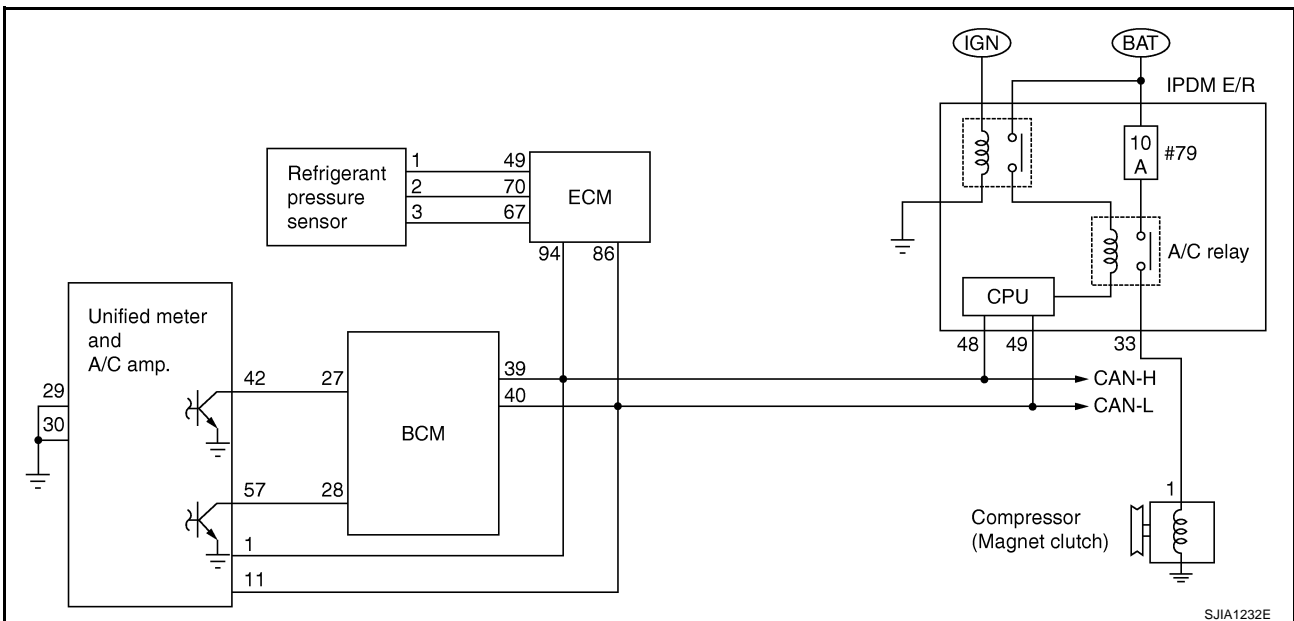 IGN
BAT
IPDM E/R
10
A
#79
Refrigerant
pressure
sensor
1
2
3
49
70
67
ECM
94
86
A/C relay
CPU
48
49
33
Unified meter
and
A/C amp.
29
30
42
27
39
40
BCM
CAN-H
CAN-L
57
28
1
11
Compressor
(Magnet clutch)
1
SJIA1232E